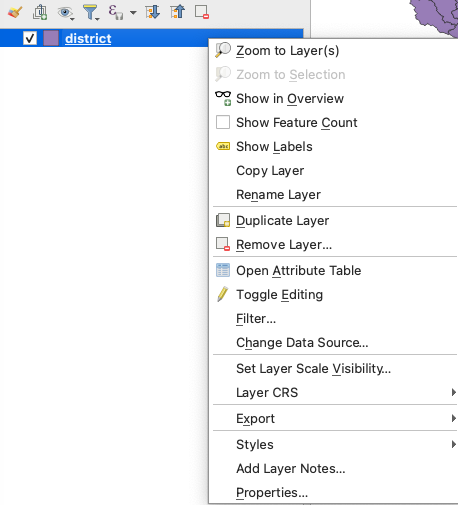 district
Zoom to Layer(s)
Zoom to Selection
Show in Overview
Show Feature Count
abc Show Labels
Copy Layer
Rename Layer
Duplicate Layer
Remove Layer...
Open Attribute Table
Toggle Editing
Filter...
Change Data Source...
Set Layer Scale Visibility...
Layer CRS
Export
Styles
Add Layer Notes...
Properties...